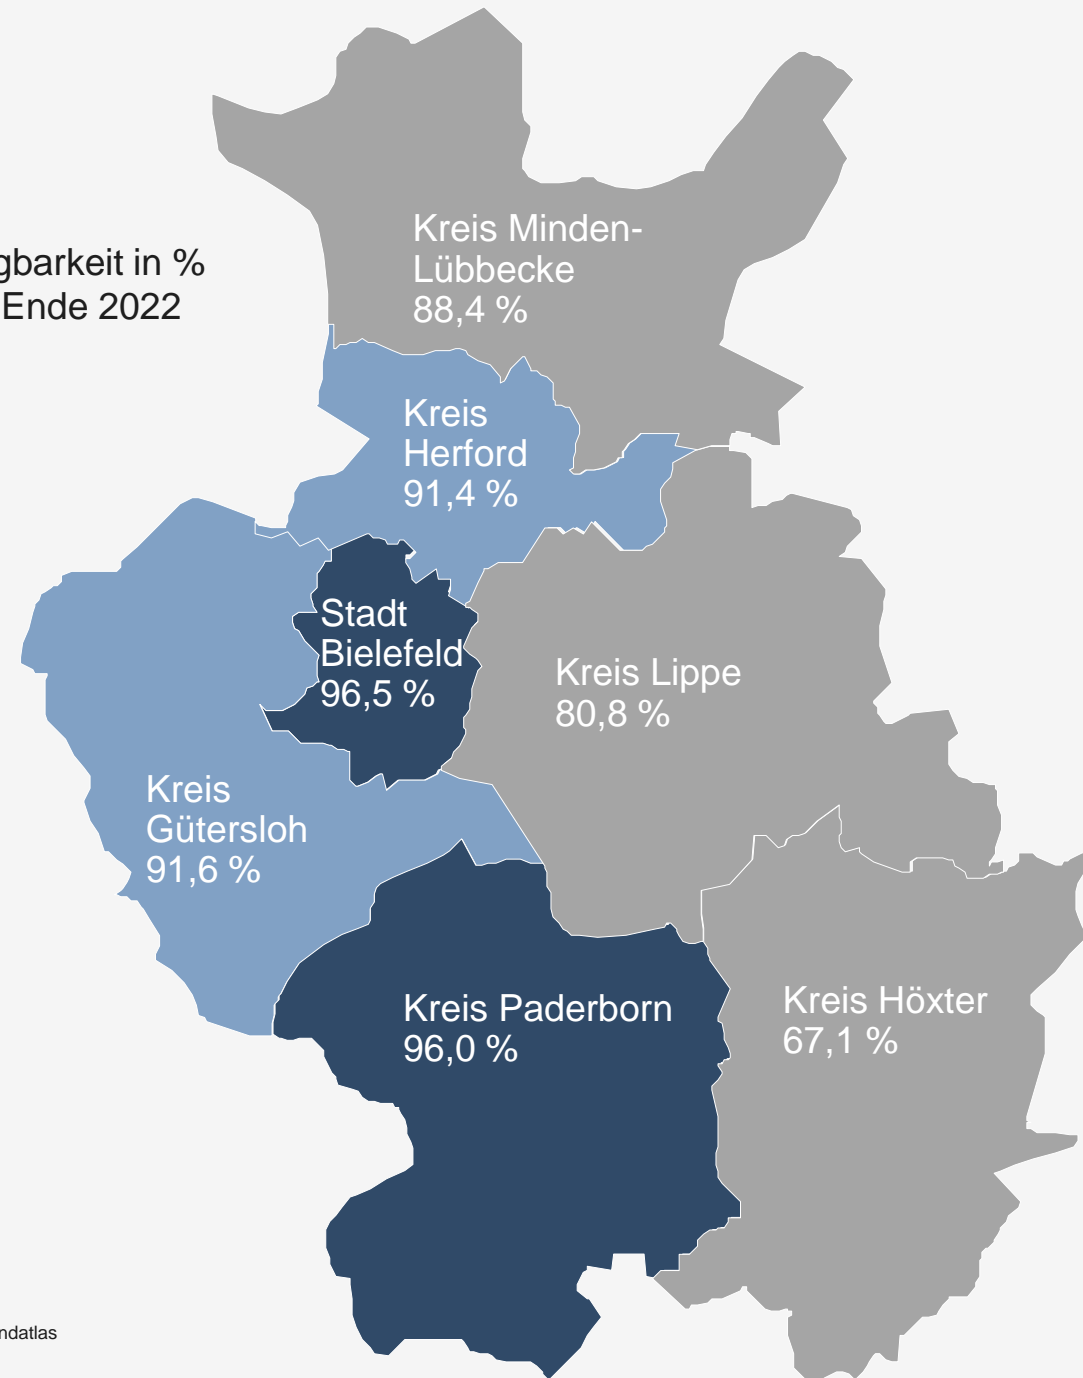 Kreis Minden-
Lübbecke
88,4 %
gbarkeit in %
Ende 2022
Kreis
Herford
91,4 %
Stadt
Bielefeld
96,5 %
Kreis Lippe
80,8 %
Kreis
Gütersloh
91,6 %
Kreis Paderborn
96,0 %
Kreis Höxter
67,1 %
ndatlas